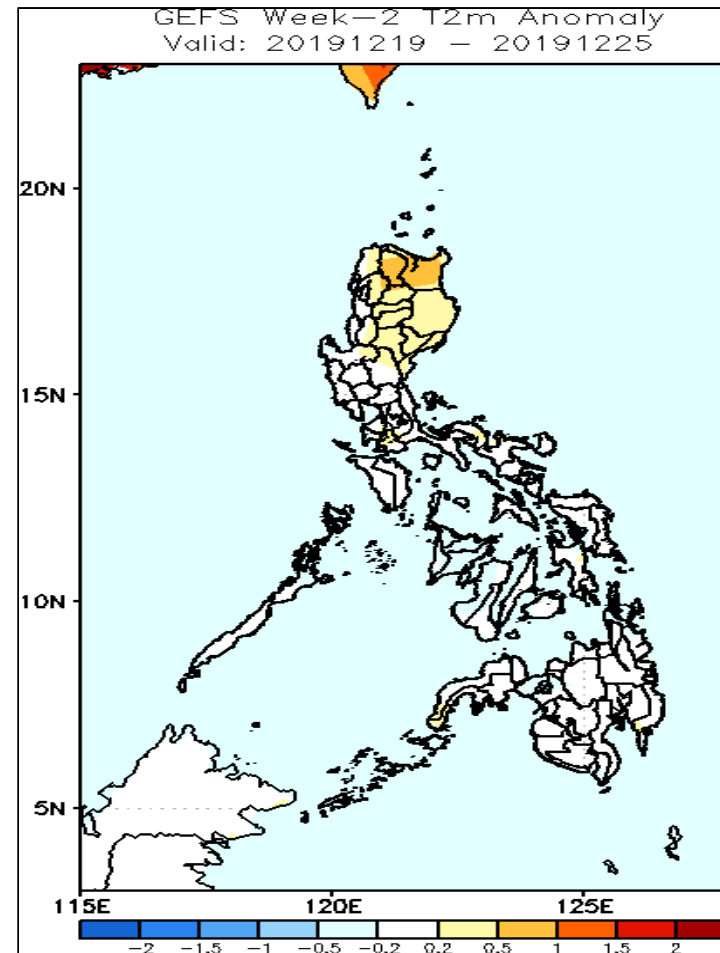 GEFS Week-2 T2m Anomaly
Valid: 20191219 - 20191225
20N
15N
10N
5N
115E 120E 125E
-2 -1.5 -1 -0.5 -0.2 0.2 0.5 1 1.5 2